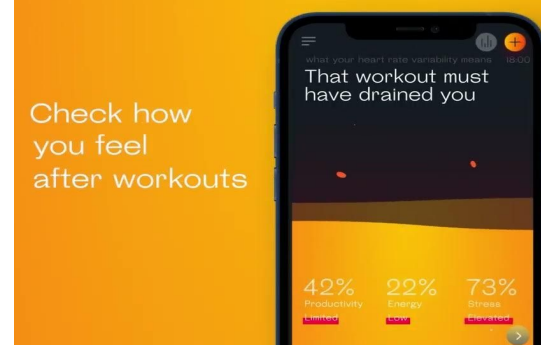 Check how
you feel
after workouts
what your heart rate variability means 18:00
That workout must
have drained you
42% 22% 73%
Productivity Energy Stress
Limited Low Elevated